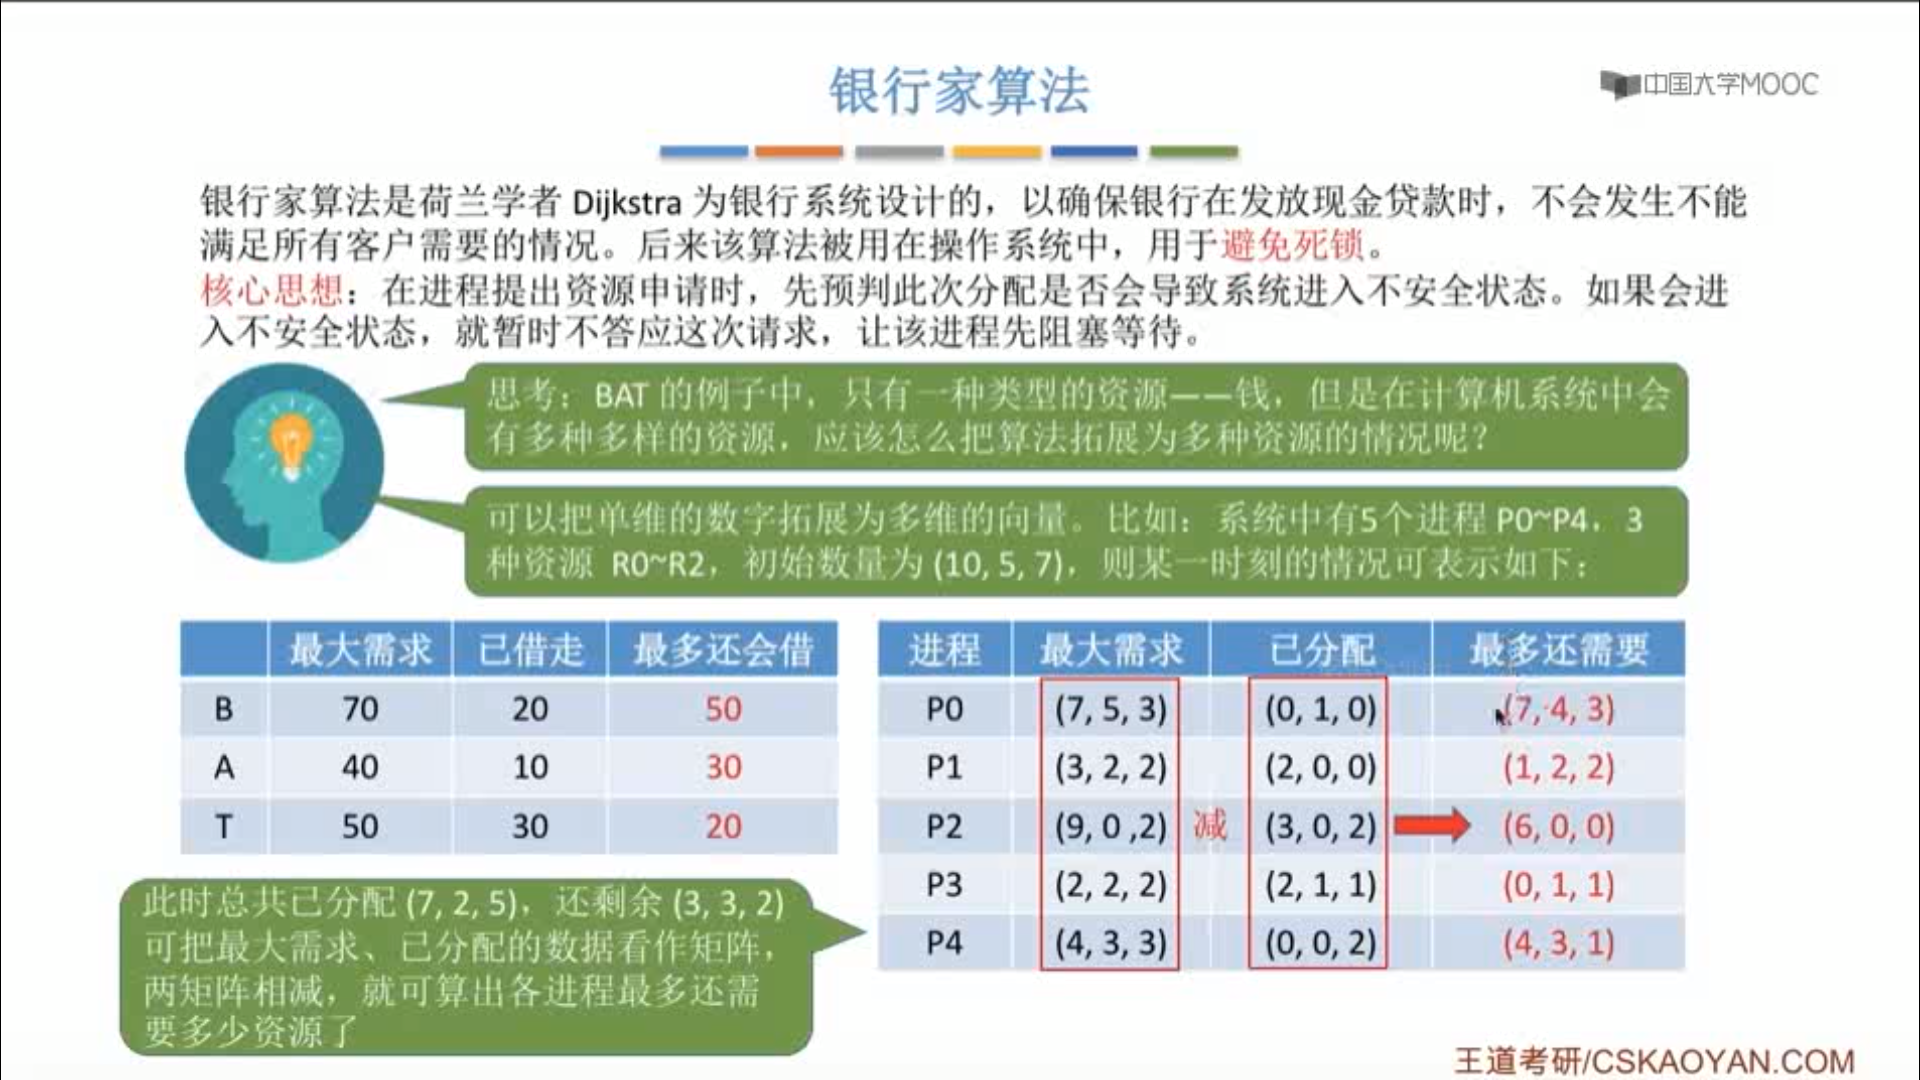 银行家算法
中国大学MOOC
银行家算法是荷兰学者 Dijkstra 为银行系统设计的，以确保银行在发放现金贷款时，不会发生不能
满足所有客户需要的情况。后来该算法被用在操作系统中，用于避免死锁。
核心思想：在进程提出资源申请时，先预判此次分配是否会导致系统进入不安全状态。如果会进
入不安全状态，就暂时不答应这次请求，让该进程先阻塞等待。
思考：BAT 的例子中，只有一种类型的资源——钱，但是在计算机系统中会
有多种多样的资源，应该怎么把算法拓展为多种资源的情况呢？
可以把单维的数字拓展为多维的向量。比如：系统中有5个进程 P0~P4，3
种资源 R0~R2，初始数量为 (10, 5, 7)，则某一时刻的情况可表示如下：
最大需求 已借走 最多还会借
B 70 20 50
A 40 10 30
T 50 30 20
进程 最大需求 已分配 最多还需要
P0 (7, 5, 3) (0, 1, 0) (7, 4, 3)
P1 (3, 2, 2) (2, 0, 0) (1, 2, 2)
P2 (9, 0 ,2) 减 (3, 0, 2) (6, 0, 0)
P3 (2, 2, 2) (2, 1, 1) (0, 1, 1)
P4 (4, 3, 3) (0, 0, 2) (4, 3, 1)
此时总共已分配 (7, 2, 5)，还剩余 (3, 3, 2)
可把最大需求、已分配的数据看作矩阵，
两矩阵相减，就可算出各进程最多还需
要多少资源了
王道考研/CSKAOYAN.COM